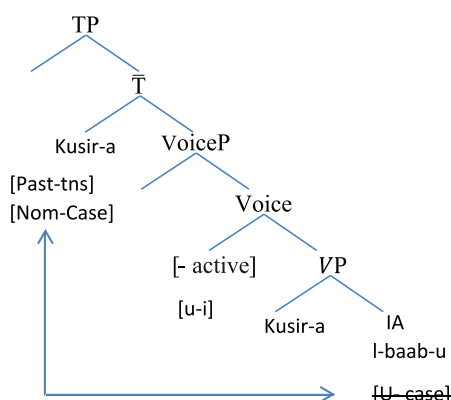 TP
T̅
Kusir-a
VoiceP
[Past-tns]
[Nom-Case]
Voice
[- active]
VP
[u-i]
Kusir-a
IA
l-baab-u
[U- case]